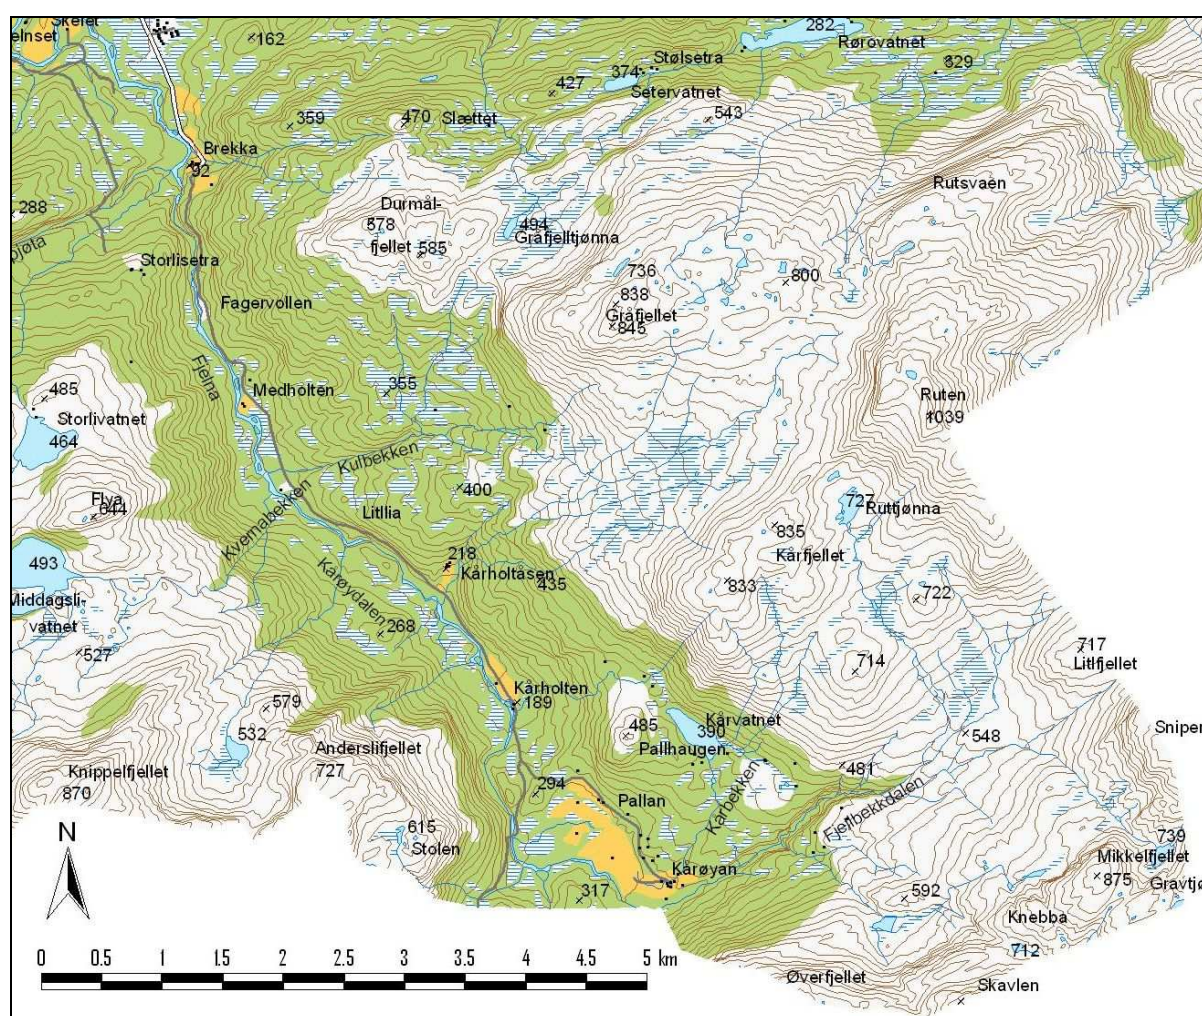 Skelet
elnset
162
282
Rørovatnet
Stølsetra
374
329
427
Setervatnet
543
359
470
Slættet
Brekka
92
Rutsvaen
Durmål-
fjellet
578
585
494
Gråfjelltjønna
288
Storlisetra
736
800
838
Gråfjellet
845
Fagervollen
Fjelna
485
Medholten
355
Ruten
1039
Storlivatnet
464
Kulbekken
400
Flya
644
Kvernabekken
Litllia
727
Ruttjønna
835
Kårfjellet
493
218
Kårholtåsen
435
Karøydalen
833
722
Middagsli-
vatnet
268
527
714
717
Litlfjellet
Kårholten
189
579
Kårvatnet
390
485
Pallhaugen
532
548
Sniper
Anderslifjellet
727
Knippelfjellet
870
481
294
Pallan
Kårbekken
Fjellbekkdalen
N
615
Stolen
739
Mikkelfjellet
875
Gravtjø
Kårøyan
317
592
Knebba
712
0 0.5 1 1.5 2 2.5 3 3.5 4 4.5 5 km
Øverfjellet
Skavlen